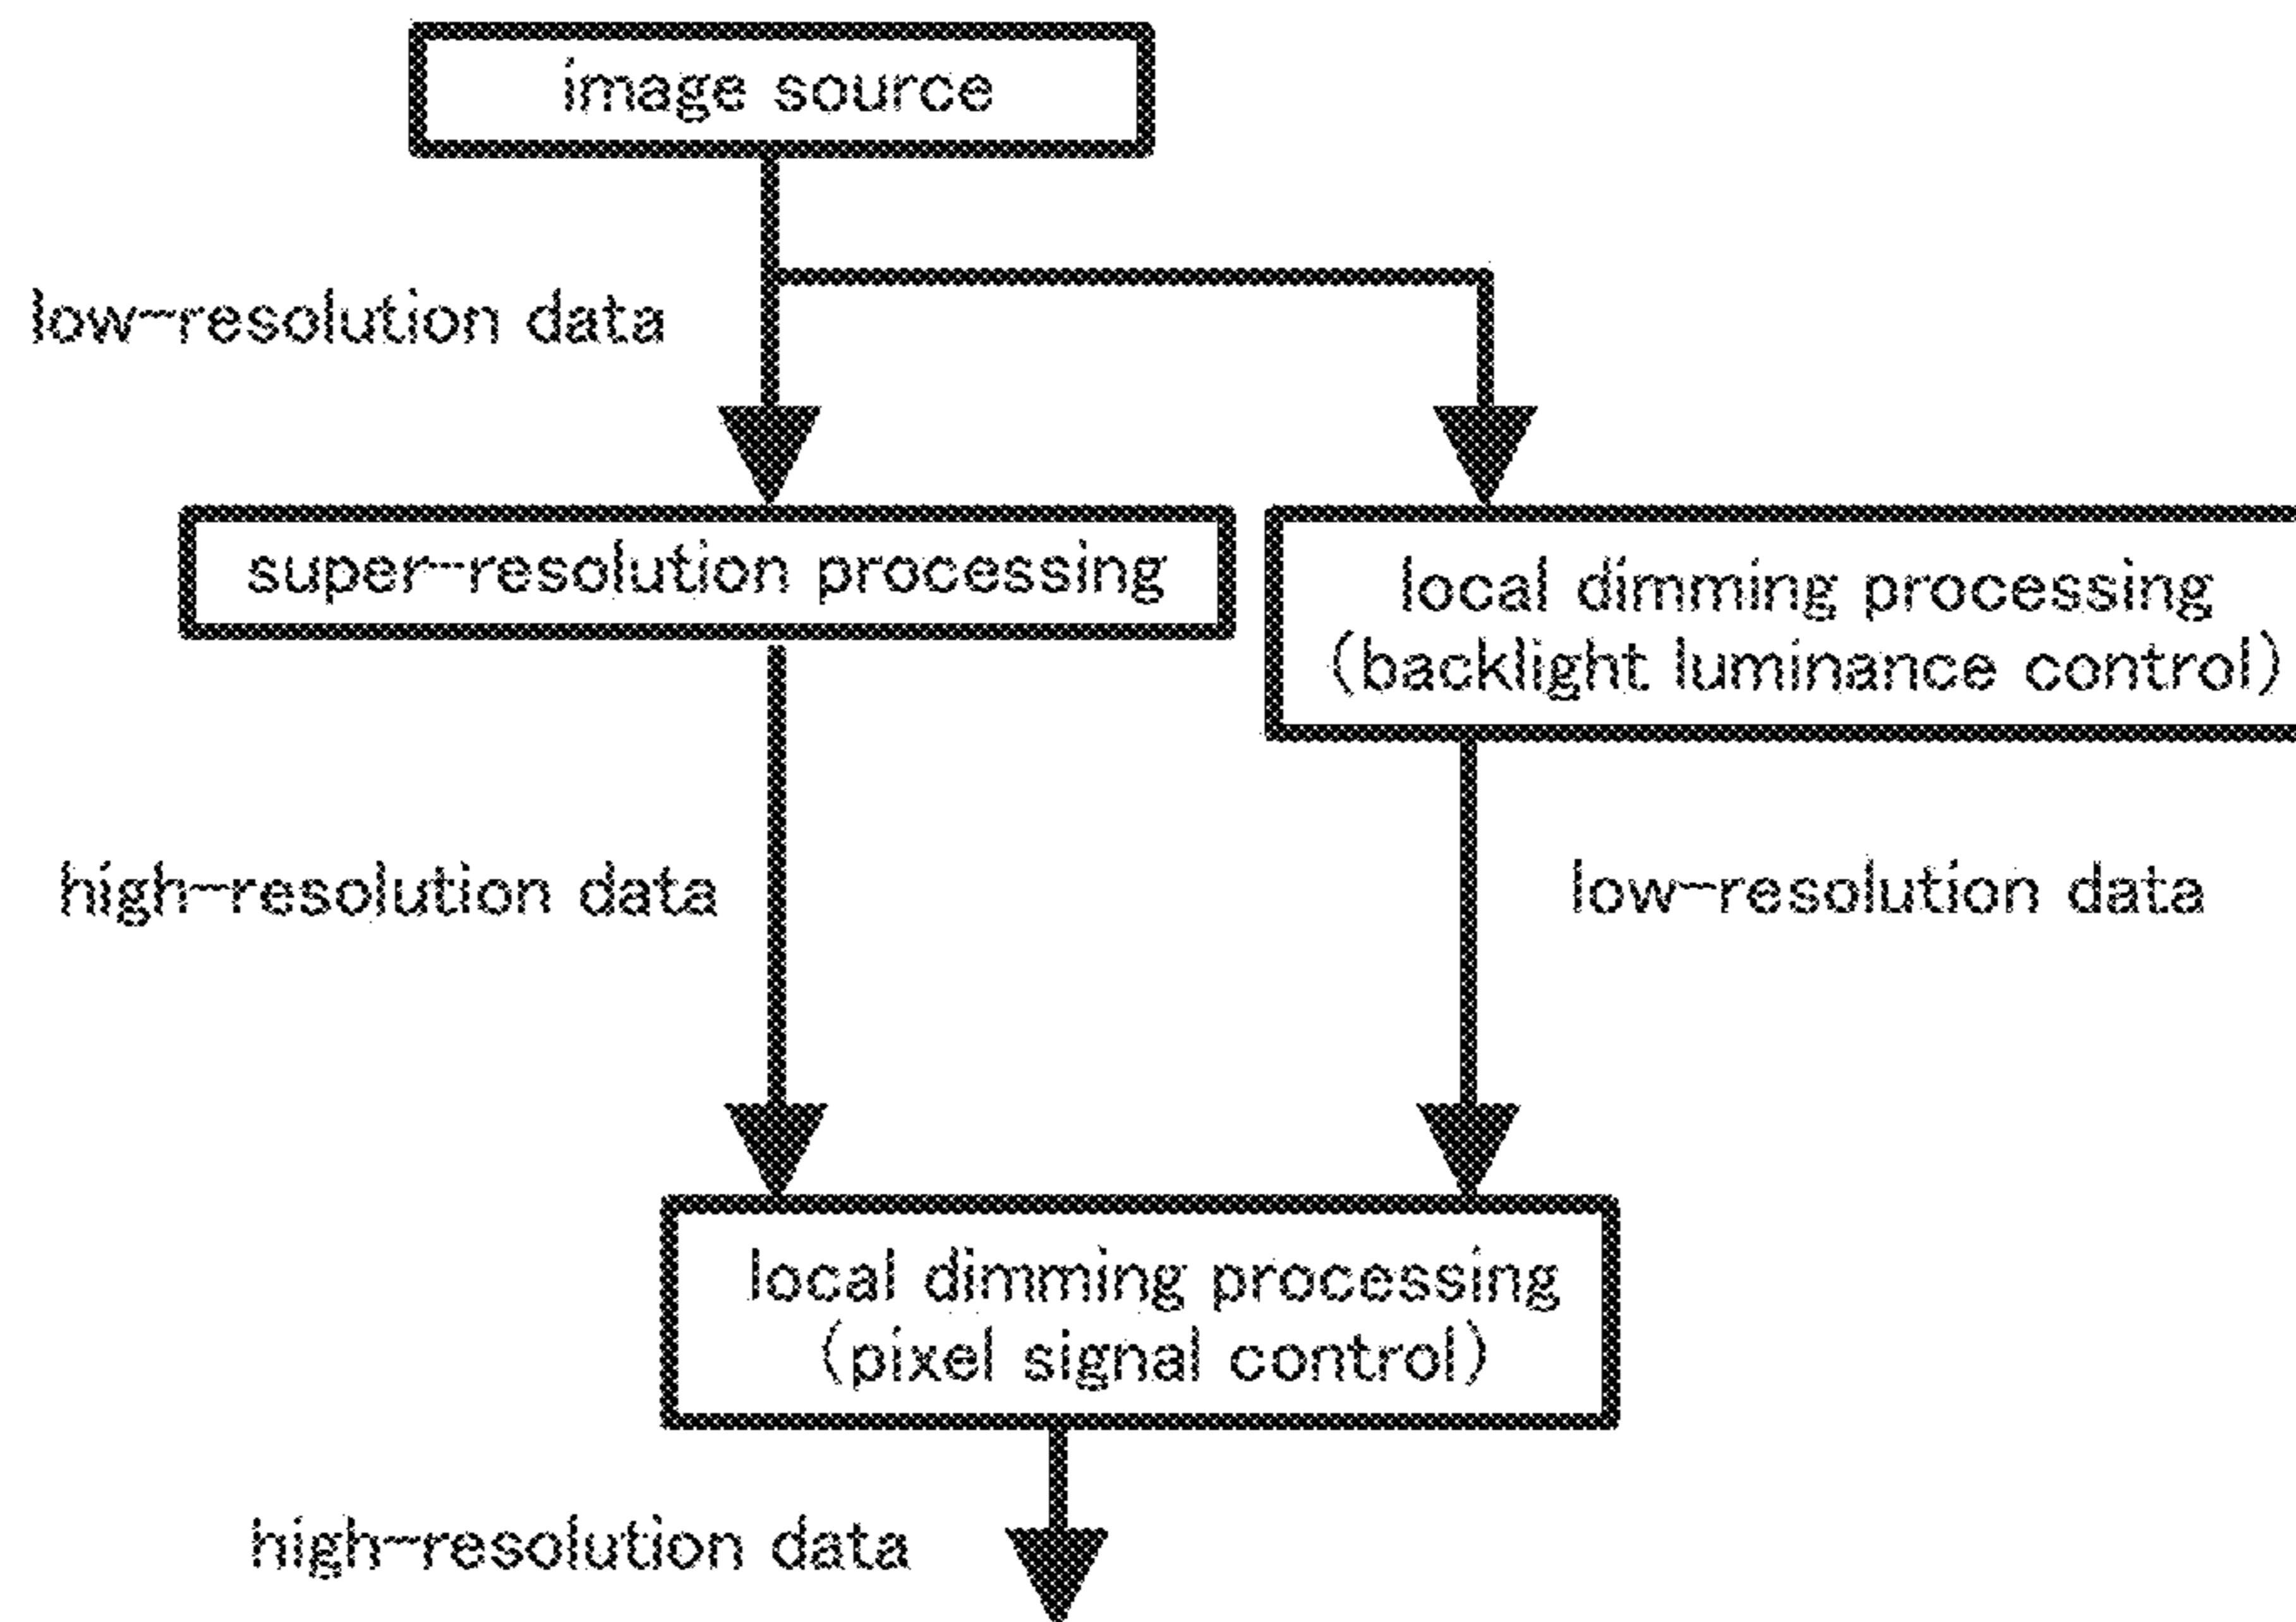 image source
low-resolution data
super-resolution processing
local dimming processing
(backlight luminance control)
high-resolution data
low-resolution data
local dimming processing
(pixel signal control)
high-resolution data